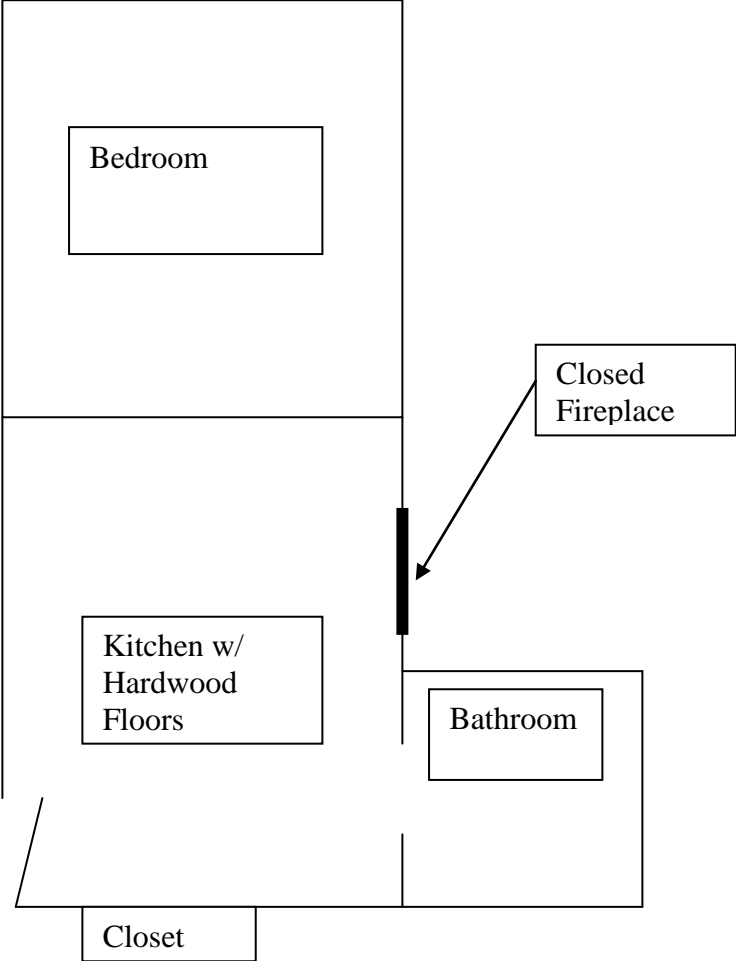 Bedroom
Closed
Fireplace
Kitchen w/
Hardwood
Floors
Bathroom
Closet